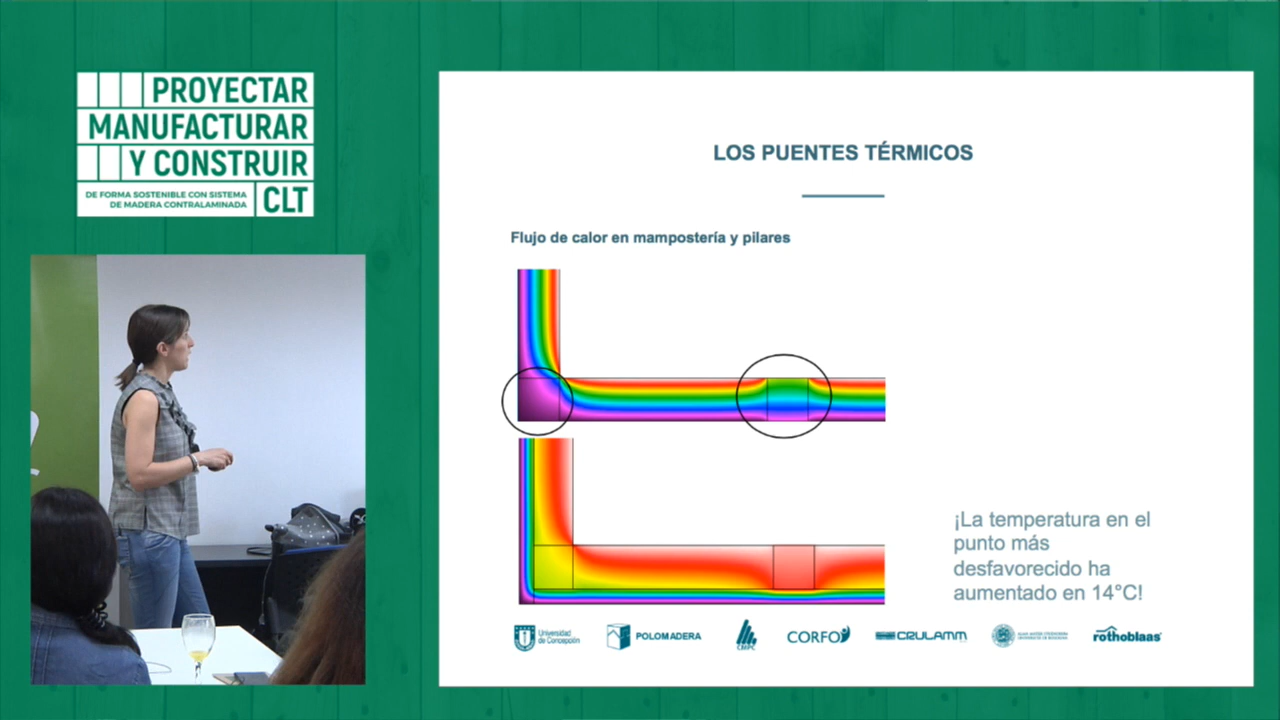 PROYECTAR
MANUFACTURAR
Y CONSTRUIR
DE FORMA SOSTENIBLE CON SISTEMA
DE MADERA CONTRALAMINADA
CLT
LOS PUENTES TÉRMICOS
Flujo de calor en mampostería y pilares
¡La temperatura en el
punto más
desfavorecido ha
aumentado en 14°C!
Universidad
de Concepción
POLOMADERA
CMPC
CORFO
CRULAMM
rothoblaas